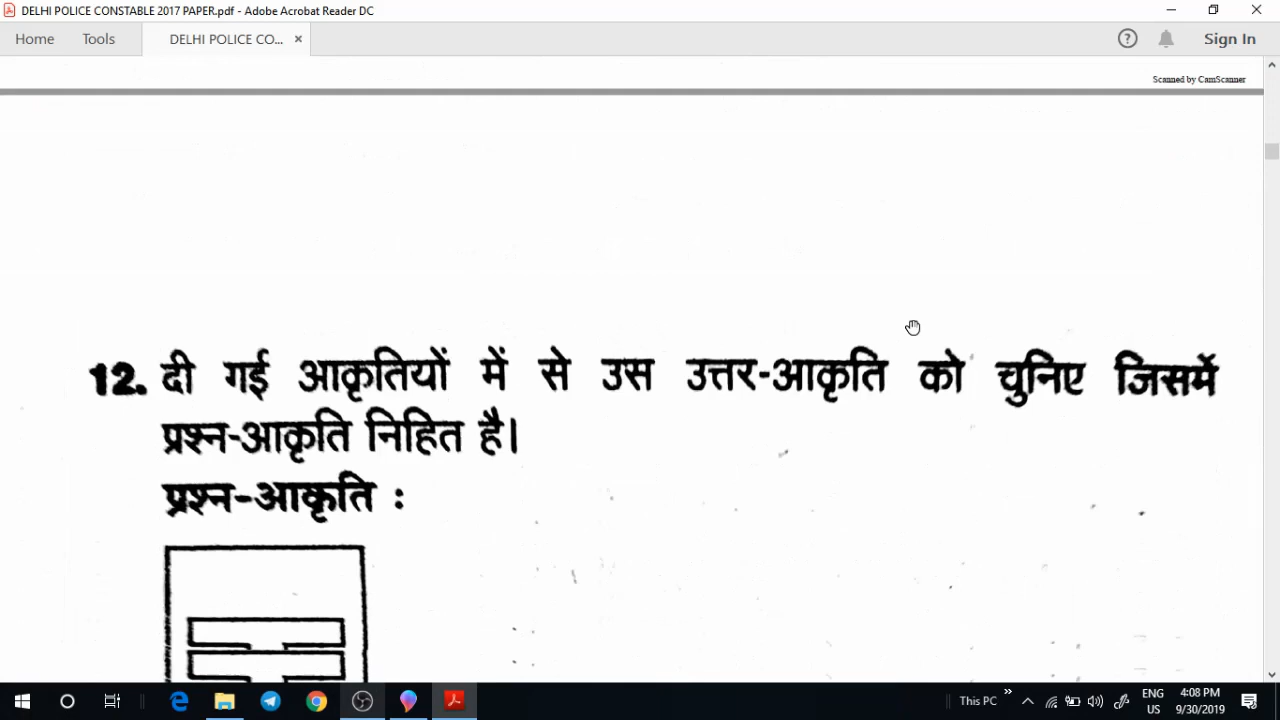 DELHI POLICE CONSTABLE 2017 PAPER.pdf - Adobe Acrobat Reader DC
Home Tools DELHI POLICE CO... × Sign In
Scanned by CamScanner
12. दी गई आकृतियों में से उस उत्तर-आकृति को चुनिए जिसमें
प्रश्न-आकृति निहित है।
प्रश्न-आकृति :
This PC ENG 4:08 PM
US 9/30/2019